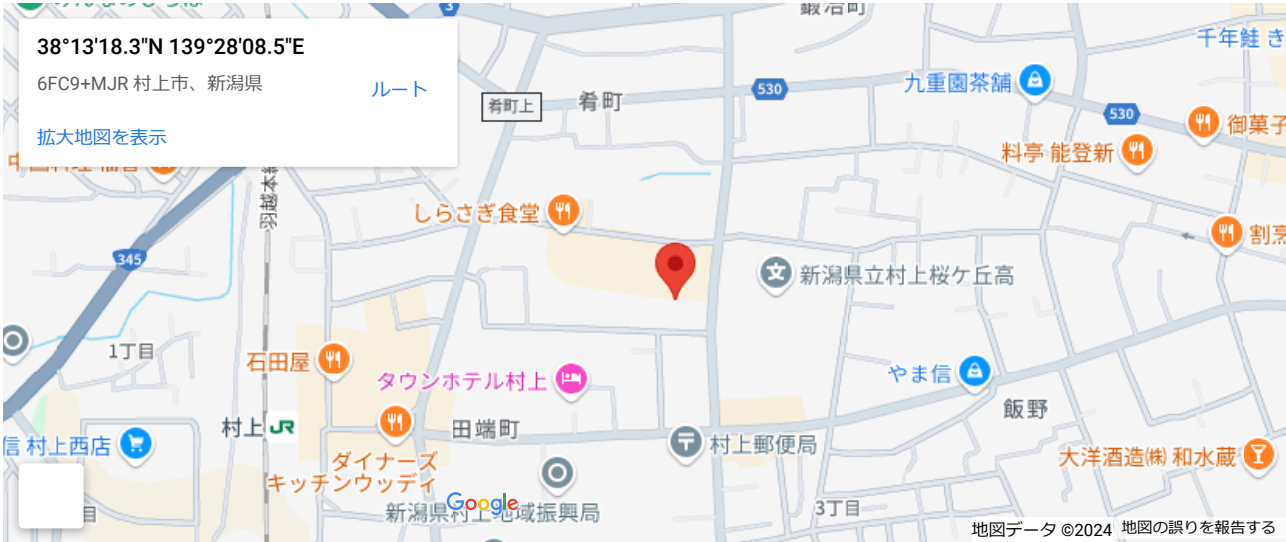 38°13'18.3"N 139°28'08.5"E
6FC9+MJR 村上市、新潟県
ルート
拡大地図を表示
3
鍛冶町
千年鮭 き
九重園茶舗
530
肴町上
肴町
530
御菓子
料亭 能登新
羽越本線
しらさぎ食堂
割烹
345
新潟県立村上桜ケ丘高
1丁目
石田屋
タウンホテル村上
やま信
飯野
村上 JR
田端町
信 村上西店
村上郵便局
大洋酒造㈱ 和水蔵
ダイナーズ
キッチンウッディ
Google
新潟県村上地域振興局
3丁目
目
地図データ ©2024
地図の誤りを報告する